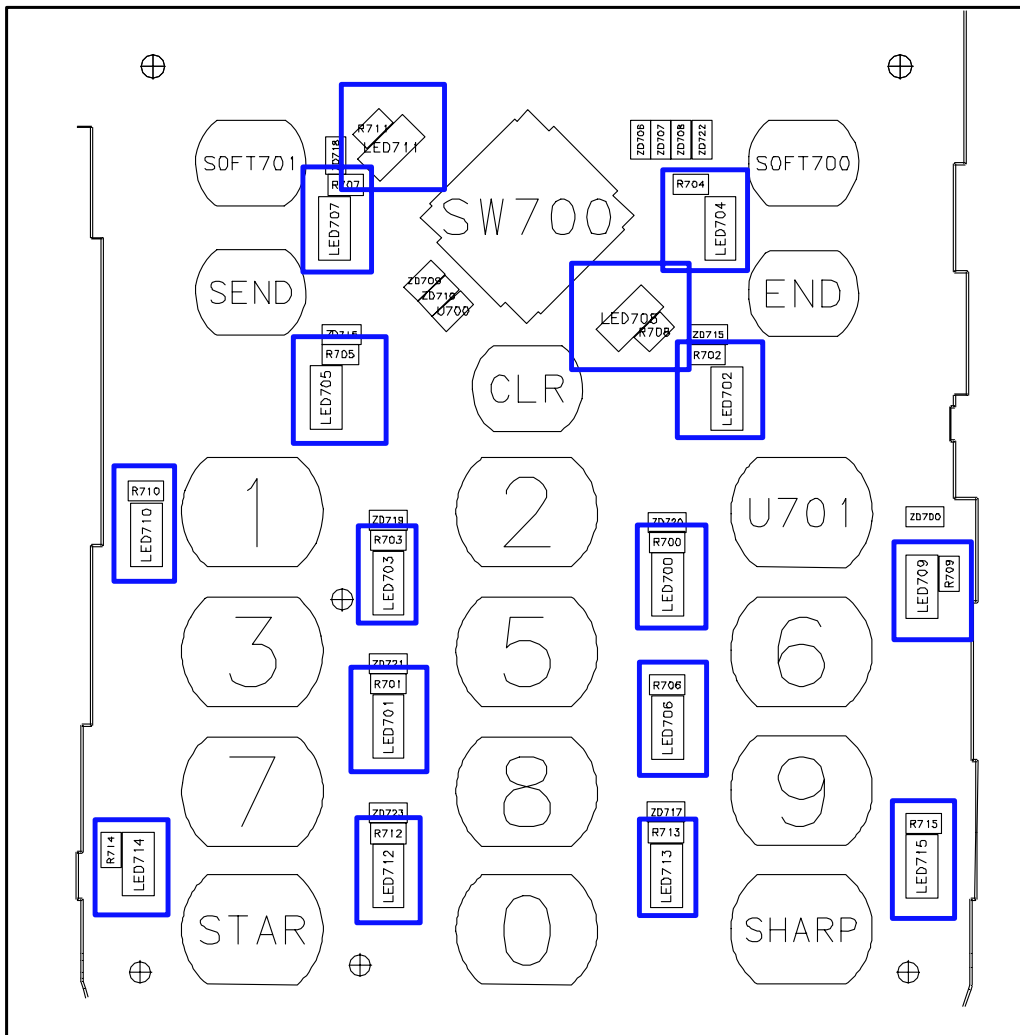 R711
LED711
ZD718
ZD706
ZD707
ZD708
ZD722
SOFT701
SOFT700
R707
LED707
R704
LED704
SW700
SEND
END
ZD709
ZD710
U700
LED708
R708
R705
LED705
ZD715
R702
LED702
CLR
R710
LED710
1
2
U701
ZD700
ZD719
R703
LED703
ZD720
R700
LED700
LED709
R709
3
5
6
ZD721
R701
LED701
R706
LED706
7
8
9
ZD723
R712
LED712
ZD717
R713
LED713
R714
LED714
R715
LED715
STAR
0
SHARP